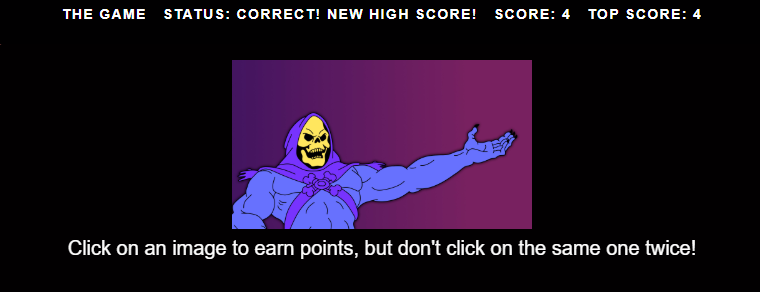 THE GAME STATUS: CORRECT! NEW HIGH SCORE! SCORE: 4 TOP SCORE: 4
Click on an image to earn points, but don't click on the same one twice!